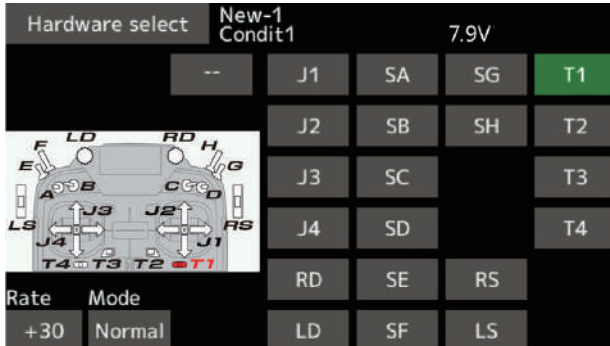 Hardware select New-1
Condit1 7.9V
-- J1 SA SG T1
J2 SB SH T2
J3 SC T3
J4 SD T4
RD SE RS
LD SF LS
LD RD
F H
E G
A B C D
J3 J2
LS RS
J4 J1
T4 T3 T2 T1
Rate Mode
+30 Normal